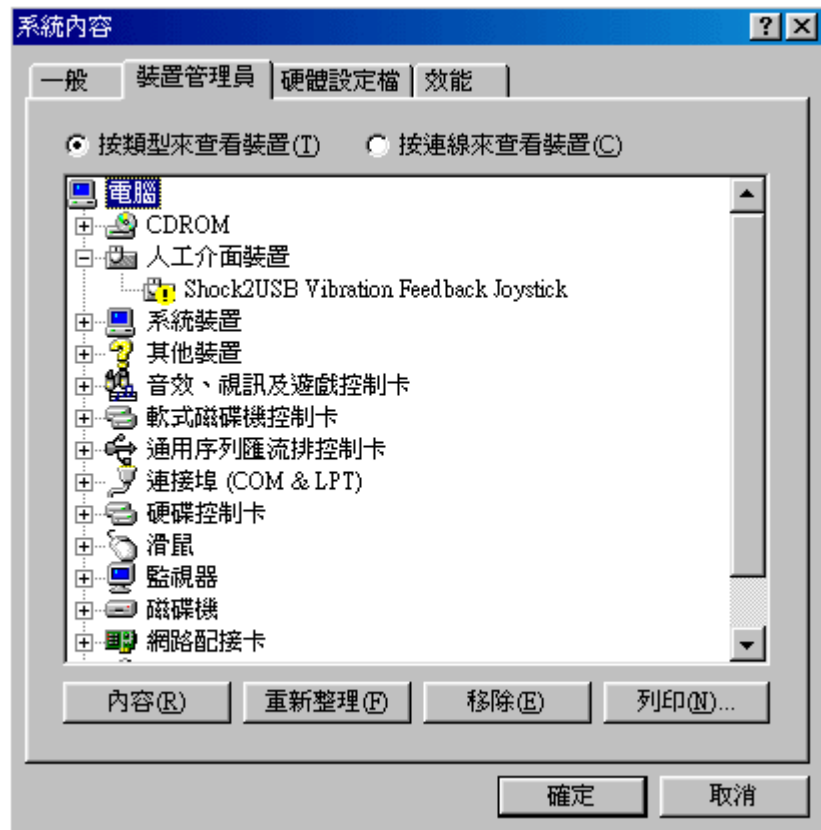 系統內容
一般 裝置管理員 硬體設定檔 效能
按類型來查看裝置(T) 按連線來查看裝置(C)
電腦
CDROM
人工介面裝置
Shock2USB Vibration Feedback Joystick
系統裝置
其他裝置
音效、視訊及遊戲控制卡
軟式磁碟機控制卡
通用序列匯流排控制卡
連接埠 (COM & LPT)
硬碟控制卡
滑鼠
監視器
磁碟機
網路配接卡
內容(R) 重新整理(F) 移除(E) 列印(N)...
確定 取消